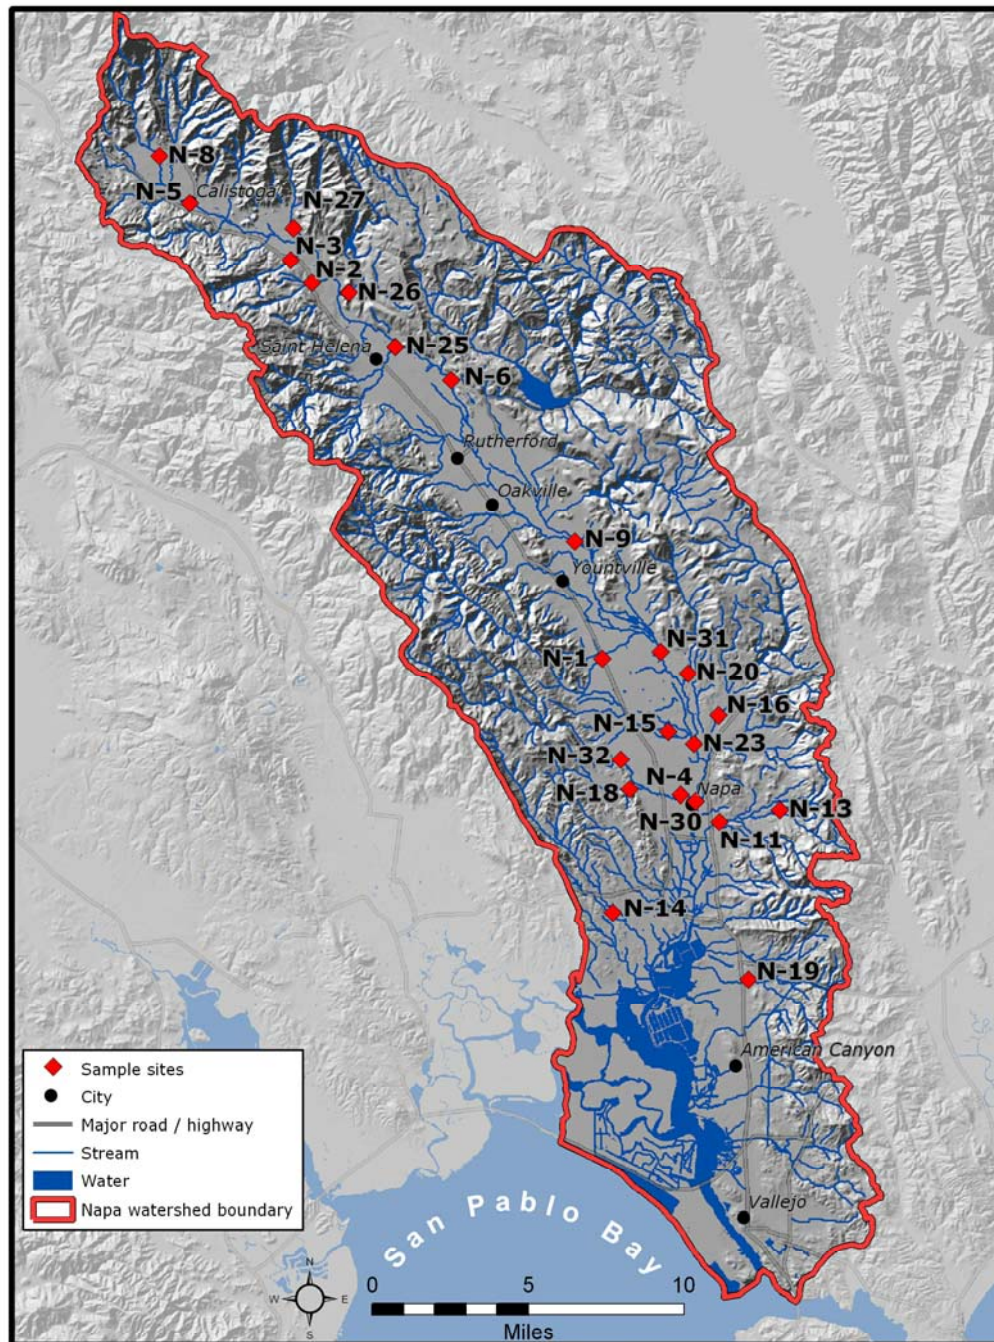 N-8
N-5
Calistoga
N-27
N-3
N-2
N-26
Saint Helena
N-25
N-6
Rutherford
Oakville
N-9
Yountville
N-31
N-1
N-20
N-16
N-15
N-23
N-32
N-4
Napa
N-18
N-13
N-30
N-11
N-14
N-19
American Canyon
Vallejo
San Pablo Bay
Sample sites
City
Major road / highway
Stream
Water
Napa watershed boundary
N
W
E
S
0
5
10
Miles